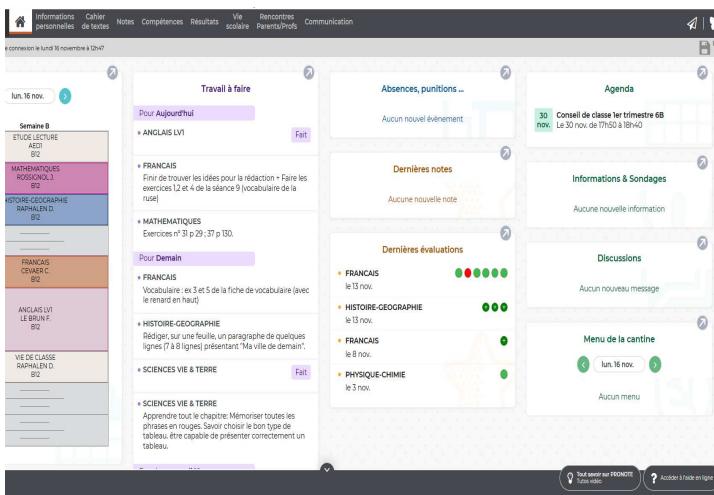 Informations personnelles
Cahier de textes
Notes
Compétences
Résultats
Vie scolaire
Rencontres Parents/Profs
Communication
e connexion le lundi 16 novembre à 12h47
lun. 16 nov.
Semaine B
ETUDE LECTURE
AED1
B12
MATHEMATIQUES
ROSSIGNOL J.
B12
HISTOIRE-GEOGRAPHIE
RAPHALEN D.
B12
FRANCAIS
CEVAER C.
B12
ANGLAIS LV1
LE BRUN F.
B12
VIE DE CLASSE
RAPHALEN D.
B12
Travail à faire
Pour Aujourd'hui
ANGLAIS LV1
Fait
FRANCAIS
Finir de trouver les idées pour la rédaction + Faire les
exercices 1,2 et 4 de la séance 9 (vocabulaire de la
ruse)
MATHEMATIQUES
Exercices n° 31 p 29 ; 37 p 130.
Pour Demain
FRANCAIS
Vocabulaire : ex 3 et 5 de la fiche de vocabulaire (avec
le renard en haut)
HISTOIRE-GEOGRAPHIE
Rédiger, sur une feuille, un paragraphe de quelques
lignes (7 à 8 lignes) présentant "Ma ville de demain".
SCIENCES VIE & TERRE
Fait
SCIENCES VIE & TERRE
Apprendre tout le chapitre: Mémoriser toutes les
phrases en rouges. Savoir choisir le bon type de
tableau. être capable de présenter correctement un
tableau.
Absences, punitions ...
Aucun nouvel évènement
Dernières notes
Aucune nouvelle note
Dernières évaluations
FRANCAIS
le 13 nov.
HISTOIRE-GEOGRAPHIE
le 13 nov.
FRANCAIS
le 8 nov.
PHYSIQUE-CHIMIE
le 3 nov.
Agenda
30 nov.
Conseil de classe 1er trimestre 6B
Le 30 nov. de 17h50 à 18h40
Informations & Sondages
Aucune nouvelle information
Discussions
Aucun nouveau message
Menu de la cantine
lun. 16 nov.
Aucun menu
Tout savoir sur PRONOTE
Tutos vidéo
Accéder à l'aide en ligne